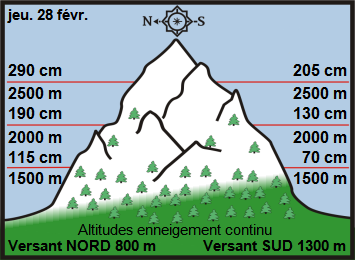 jeu. 28 févr.
N S
290 cm 205 cm
2500 m 2500 m
190 cm 130 cm
2000 m 2000 m
115 cm 70 cm
1500 m 1500 m
Altitudes enneigement continu
Versant NORD 800 m Versant SUD 1300 m